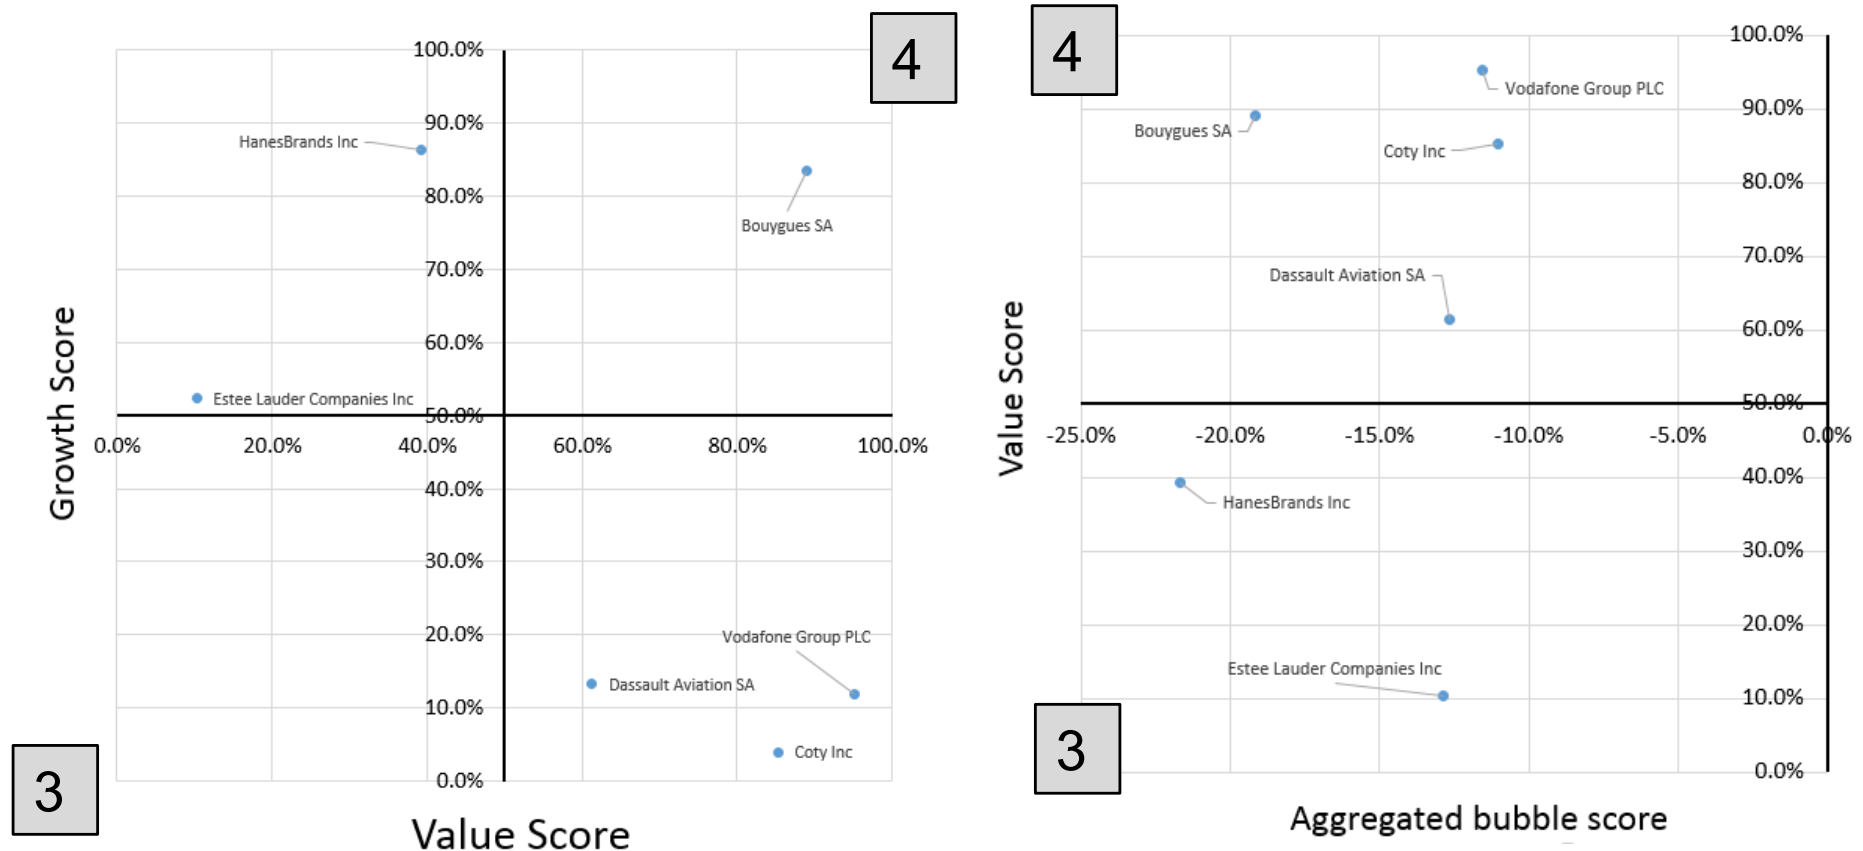 4
100.0%
90.0%
HanesBrands Inc
80.0%
Bouygues SA
70.0%
60.0%
Estee Lauder Companies Inc
50.0%
0.0% 20.0% 40.0% 60.0% 80.0% 100.0%
40.0%
30.0%
20.0%
Vodafone Group PLC
Dassault Aviation SA
10.0%
Coty Inc
0.0%
Growth Score
3
Value Score
4
100.0%
Vodafone Group PLC
90.0%
Bouygues SA
Coty Inc
80.0%
70.0%
Dassault Aviation SA
60.0%
50.0%
-25.0% -20.0% -15.0% -10.0% -5.0% 0.0%
40.0%
HanesBrands Inc
30.0%
20.0%
Estee Lauder Companies Inc
10.0%
0.0%
Value Score
3
Aggregated bubble score